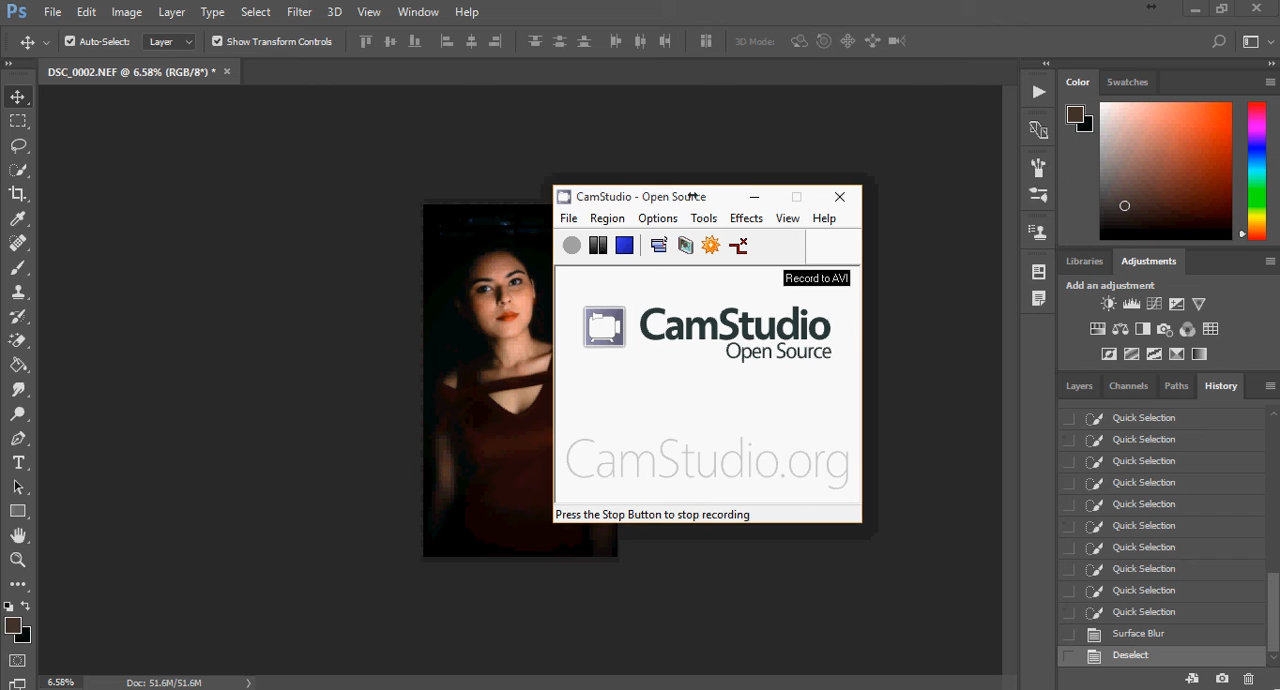 Ps File Edit Image Layer Type Select Filter 3D View Window Help
Auto-Select: Layer Show Transform Controls 3D Mode:
DSC_0002.NEF @ 6.58% (RGB/8*) * ×
Color Swatches
CamStudio - Open Source
File Region Options Tools Effects View Help
Record to AVI
CamStudio
Open Source
CamStudio.org
Press the Stop Button to stop recording
Libraries Adjustments
Add an adjustment
Layers Channels Paths History
Quick Selection
Quick Selection
Quick Selection
Quick Selection
Quick Selection
Quick Selection
Quick Selection
Quick Selection
Quick Selection
Quick Selection
Surface Blur
Deselect
6.58% Doc: 51.6M/51.6M